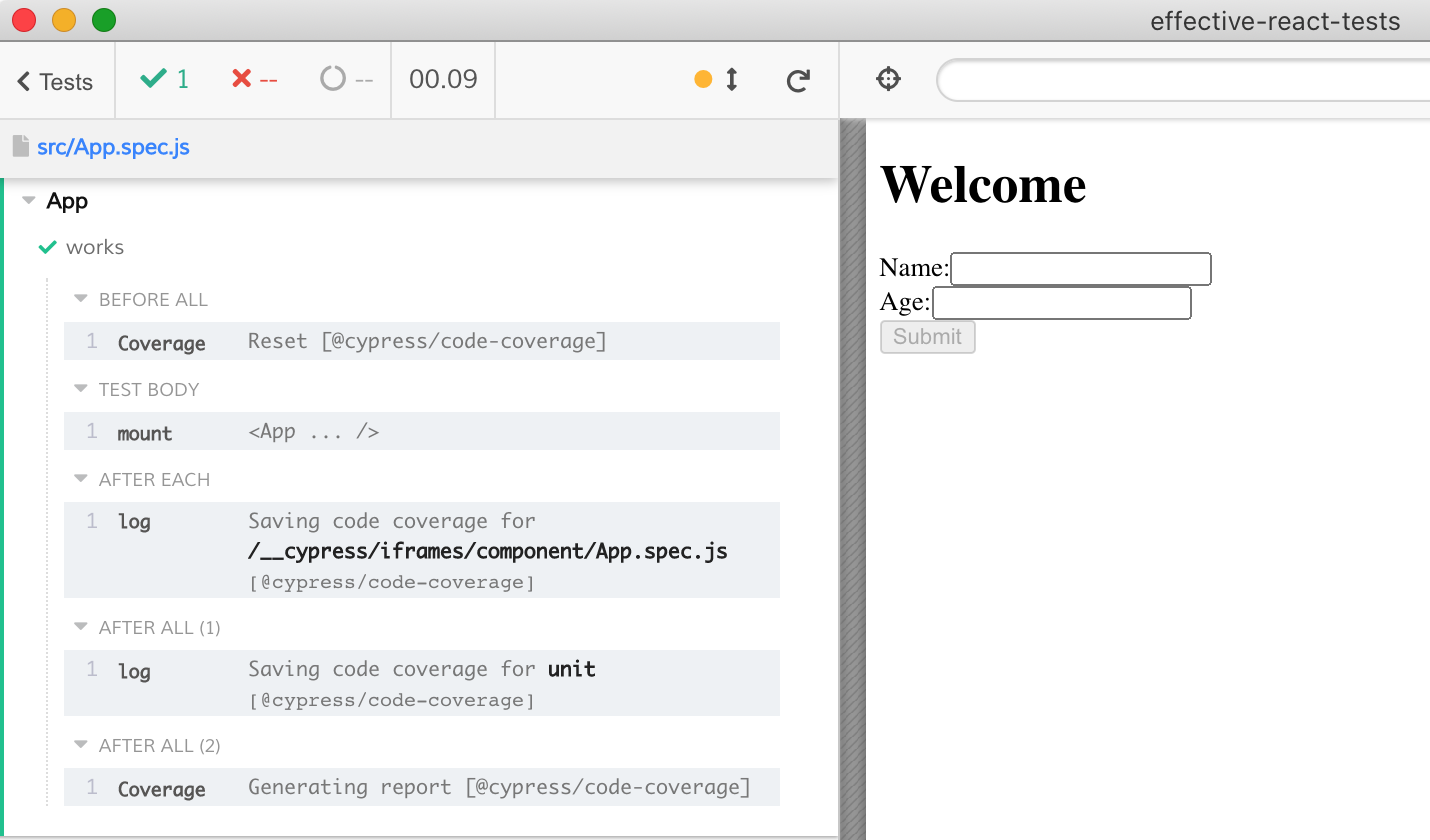 effective-react-tests
Tests
1
--
--
00.09
src/App.spec.js
App
works
BEFORE ALL
1 Coverage Reset [@cypress/code-coverage]
TEST BODY
1 mount <App ... />
AFTER EACH
1 log Saving code coverage for
/__cypress/iframes/component/App.spec.js
[@cypress/code-coverage]
AFTER ALL (1)
1 log Saving code coverage for unit
[@cypress/code-coverage]
AFTER ALL (2)
1 Coverage Generating report [@cypress/code-coverage]
Welcome
Name:
Age:
Submit